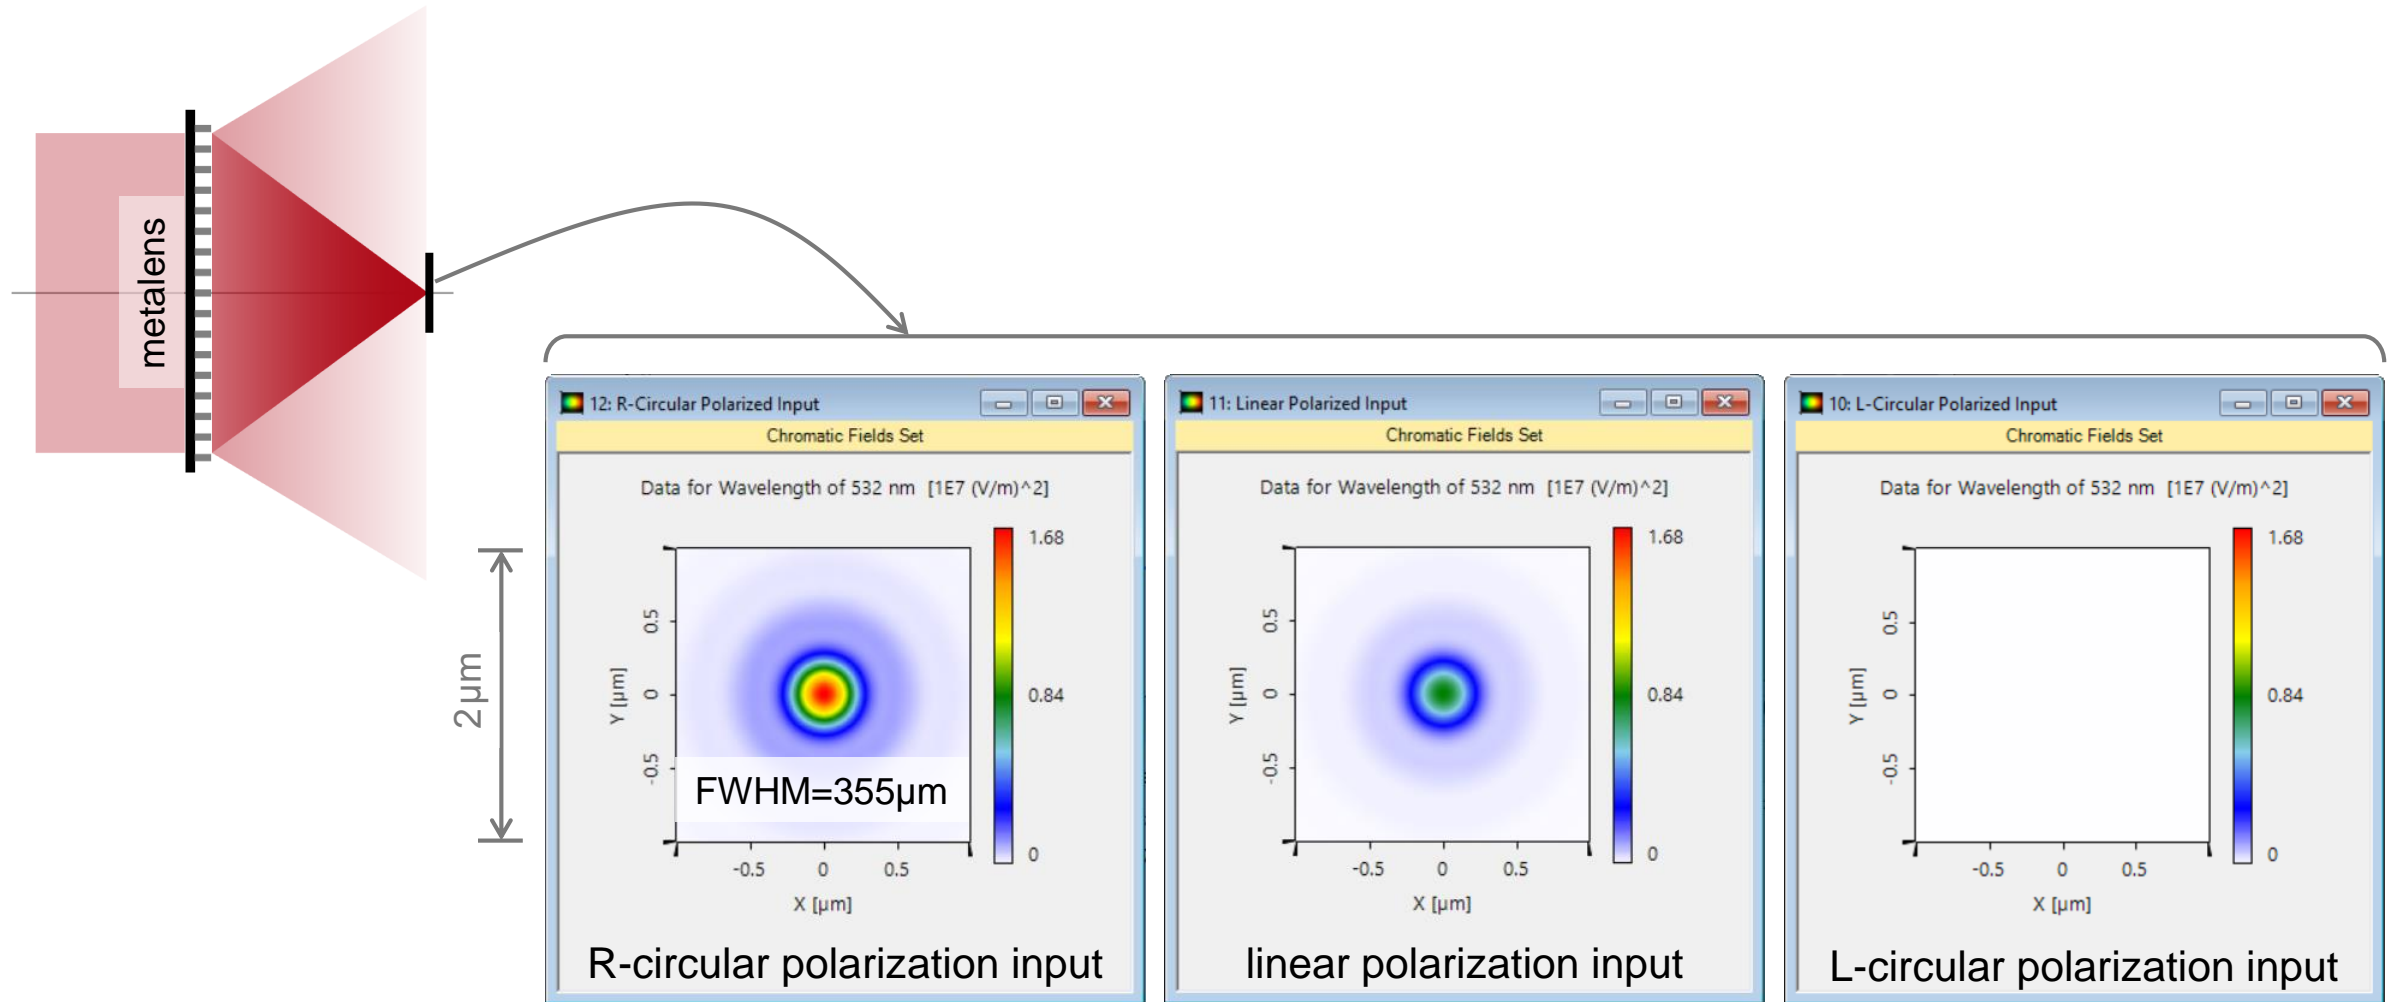 metalens
2µm
12: R-Circular Polarized Input
Chromatic Fields Set
Data for Wavelength of 532 nm [1E7 (V/m)^2]
1.68
0.84
0
Y [µm]
0.5
0
-0.5
FWHM=355µm
-0.5
0
0.5
X [µm]
R-circular polarization input
11: Linear Polarized Input
Chromatic Fields Set
Data for Wavelength of 532 nm [1E7 (V/m)^2]
1.68
0.84
0
Y [µm]
0.5
0
-0.5
-0.5
0
0.5
X [µm]
linear polarization input
10: L-Circular Polarized Input
Chromatic Fields Set
Data for Wavelength of 532 nm [1E7 (V/m)^2]
1.68
0.84
0
Y [µm]
0.5
0
-0.5
-0.5
0
0.5
X [µm]
L-circular polarization input